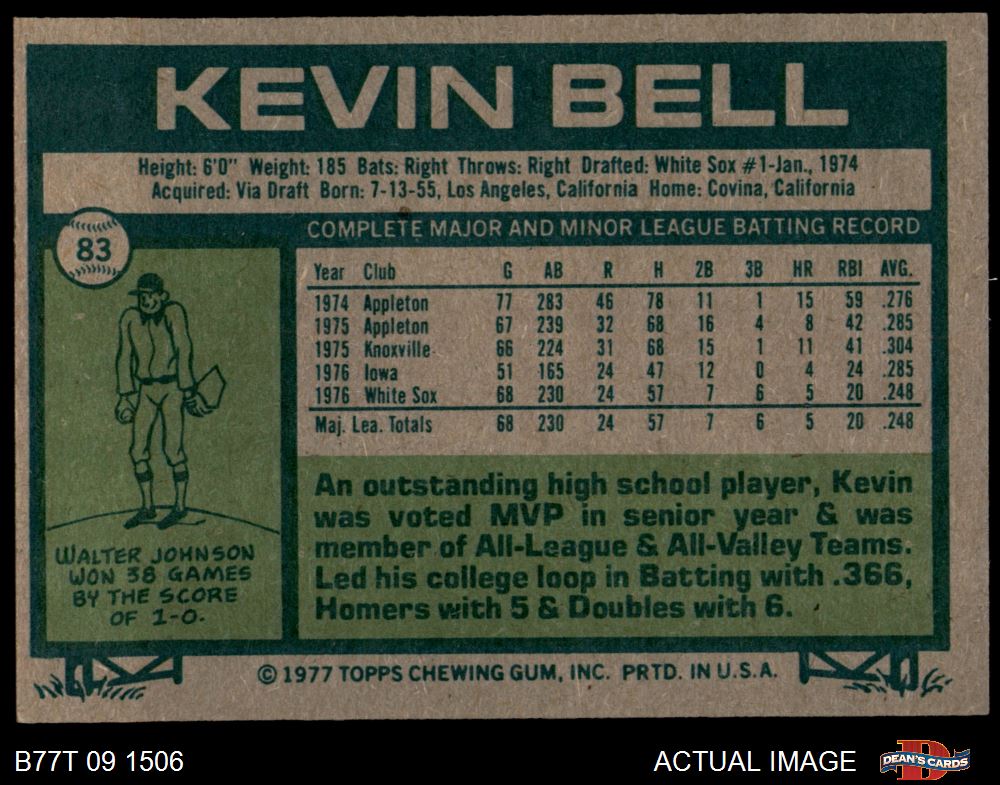 KEVIN BELL
Height: 6'0" Weight: 185 Bats: Right Throws: Right Drafted: White Sox #1-Jan., 1974
Acquired: Via Draft Born: 7-13-55, Los Angeles, California Home: Covina, California
83
COMPLETE MAJOR AND MINOR LEAGUE BATTING RECORD
Year Club G AB R H 2B 3B HR RBI AVG.
1974 Appleton 77 283 46 78 11 1 15 59 .276
1975 Appleton 67 239 32 68 16 4 8 42 .285
1975 Knoxville 66 224 31 68 15 1 11 41 .304
1976 Iowa 51 165 24 47 12 0 4 24 .285
1976 White Sox 68 230 24 57 7 6 5 20 .248
Maj. Lea. Totals 68 230 24 57 7 6 5 20 .248
WALTER JOHNSON
WON 38 GAMES
BY THE SCORE
OF 1-0.
An outstanding high school player, Kevin
was voted MVP in senior year & was
member of All-League & All-Valley Teams.
Led his college loop in Batting with .366,
Homers with 5 & Doubles with 6.
© 1977 TOPPS CHEWING GUM, INC. PRTD. IN U.S.A.
B77T 09 1506
ACTUAL IMAGE
D
DEAN'S CARDS